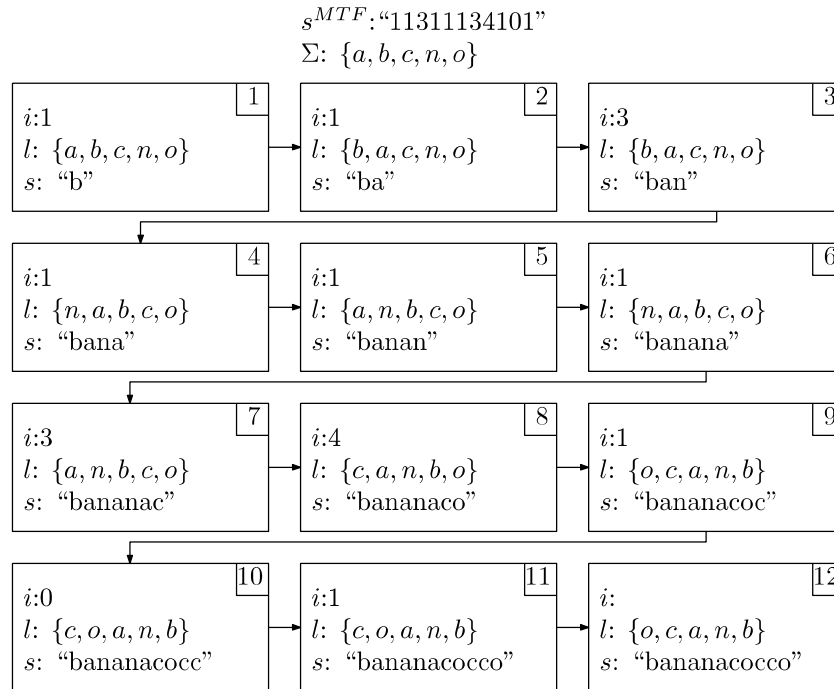 s^{MTF}:“11311134101”
Σ: {a, b, c, n, o}
1
i:1
l: {a, b, c, n, o}
s: “b”
2
i:1
l: {b, a, c, n, o}
s: “ba”
3
i:3
l: {b, a, c, n, o}
s: “ban”
4
i:1
l: {n, a, b, c, o}
s: “bana”
5
i:1
l: {a, n, b, c, o}
s: “banan”
6
i:1
l: {n, a, b, c, o}
s: “banana”
7
i:3
l: {a, n, b, c, o}
s: “bananac”
8
i:4
l: {c, a, n, b, o}
s: “bananaco”
9
i:1
l: {o, c, a, n, b}
s: “bananacoc”
10
i:0
l: {c, o, a, n, b}
s: “bananacocc”
11
i:1
l: {c, o, a, n, b}
s: “bananacocco”
12
i:
l: {o, c, a, n, b}
s: “bananacocco”